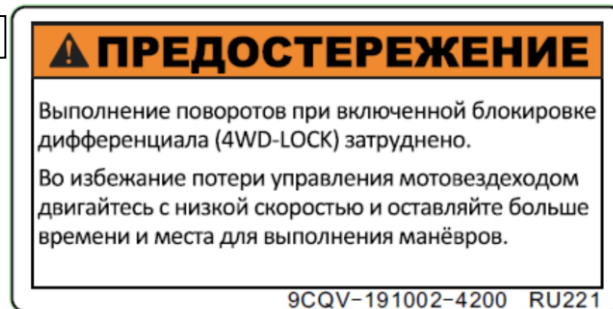 ПРЕДОСТЕРЕЖЕНИЕ
Выполнение поворотов при включенной блокировке
дифференциала (4WD-LOCK) затруднено.
Во избежание потери управления мотовездеходом
двигайтесь с низкой скоростью и оставляйте больше
времени и места для выполнения манёвров.
9CQV-191002-4200 RU221